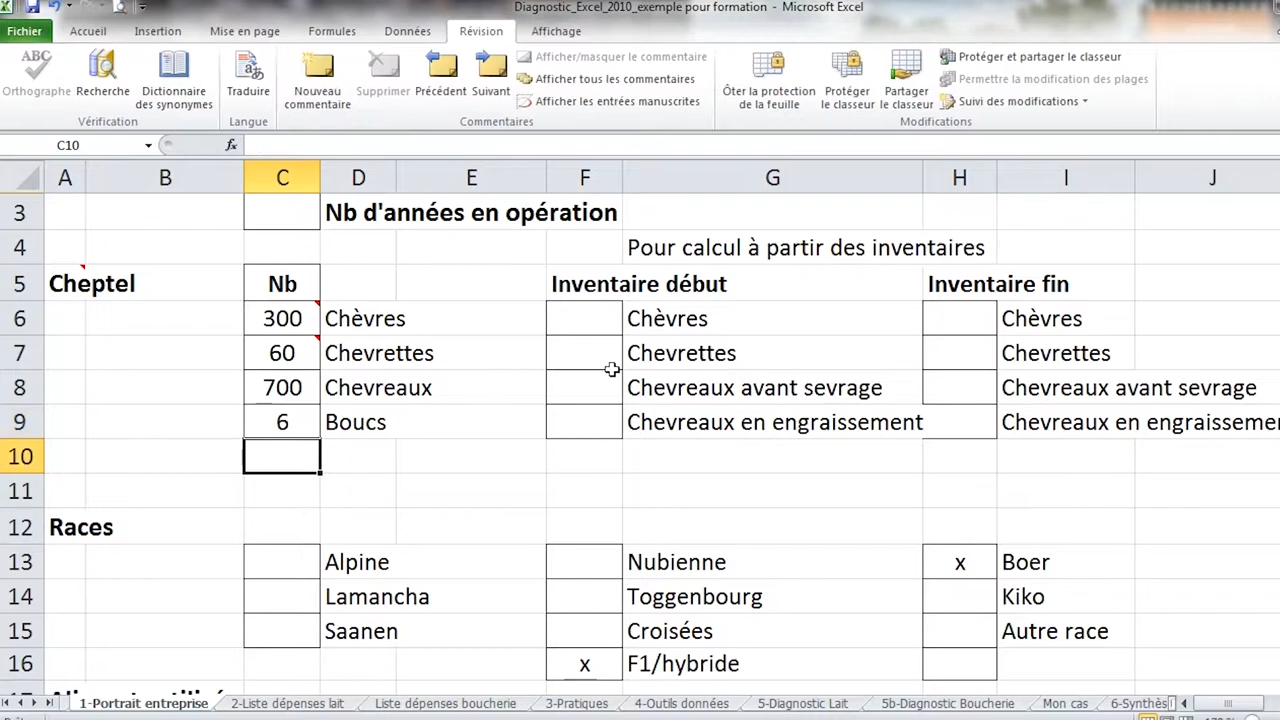 Diagnostic_Excel_2010_exemple pour formation - Microsoft Excel
Fichier Accueil Insertion Mise en page Formules Données Révision Affichage
ABC Afficher/masquer le commentaire Protéger et partager le classeur
Afficher tous les commentaires Permettre la modification des plages
Orthographe Recherche Dictionnaire des synonymes Traduire Nouveau commentaire Supprimer Précédent Suivant Afficher les entrées manuscrites Ôter la protection de la feuille Protéger le classeur Partager le classeur Suivi des modifications
Vérification Langue Commentaires Modifications
C10 fx
A B C D E F G H I J
3 Nb d'années en opération
4 Pour calcul à partir des inventaires
5 Cheptel Nb Inventaire début Inventaire fin
6 300 Chèvres Chèvres Chèvres
7 60 Chevrettes Chevrettes Chevrettes
8 700 Chevreaux Chevreaux avant sevrage Chevreaux avant sevrage
9 6 Boucs Chevreaux en engraissement Chevreaux en engraissemen
10
11
12 Races
13 Alpine Nubienne x Boer
14 Lamancha Toggenbourg Kiko
15 Saanen Croisées Autre race
16 x F1/hybride
1-Portrait entreprise 2-Liste dépenses lait Liste dépenses boucherie 3-Pratiques 4-Outils données 5-Diagnostic Lait 5b-Diagnostic Boucherie Mon cas 6-Synthès